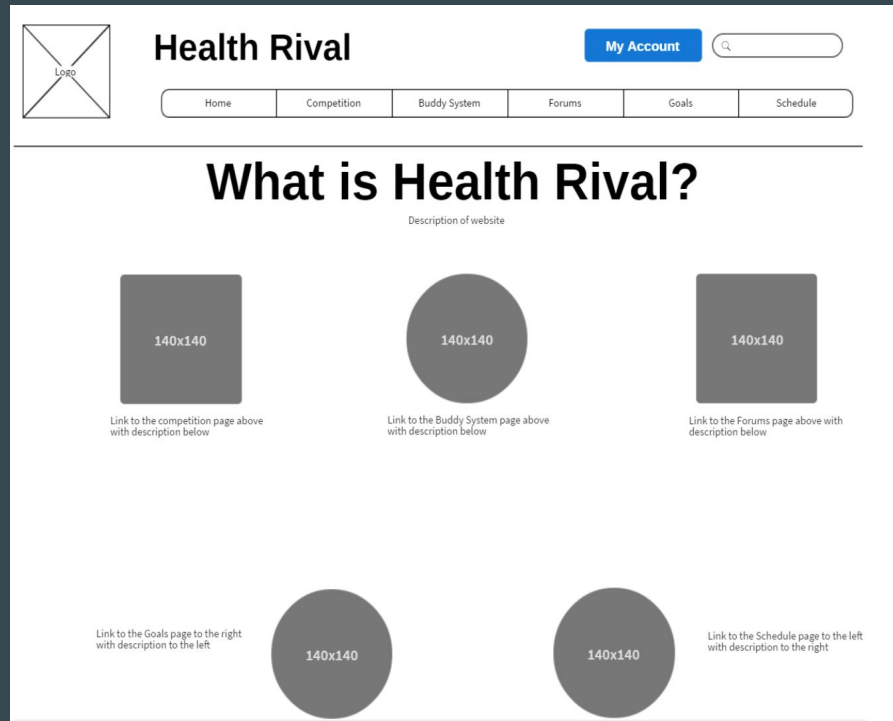 Logo
Health Rival
My Account
Home
Competition
Buddy System
Forums
Goals
Schedule
What is Health Rival?
Description of website
140x140
140x140
140x140
Link to the competition page above
with description below
Link to the Buddy System page above
with description below
Link to the Forums page above with
description below
Link to the Goals page to the right
with description to the left
140x140
140x140
Link to the Schedule page to the left
with description to the right